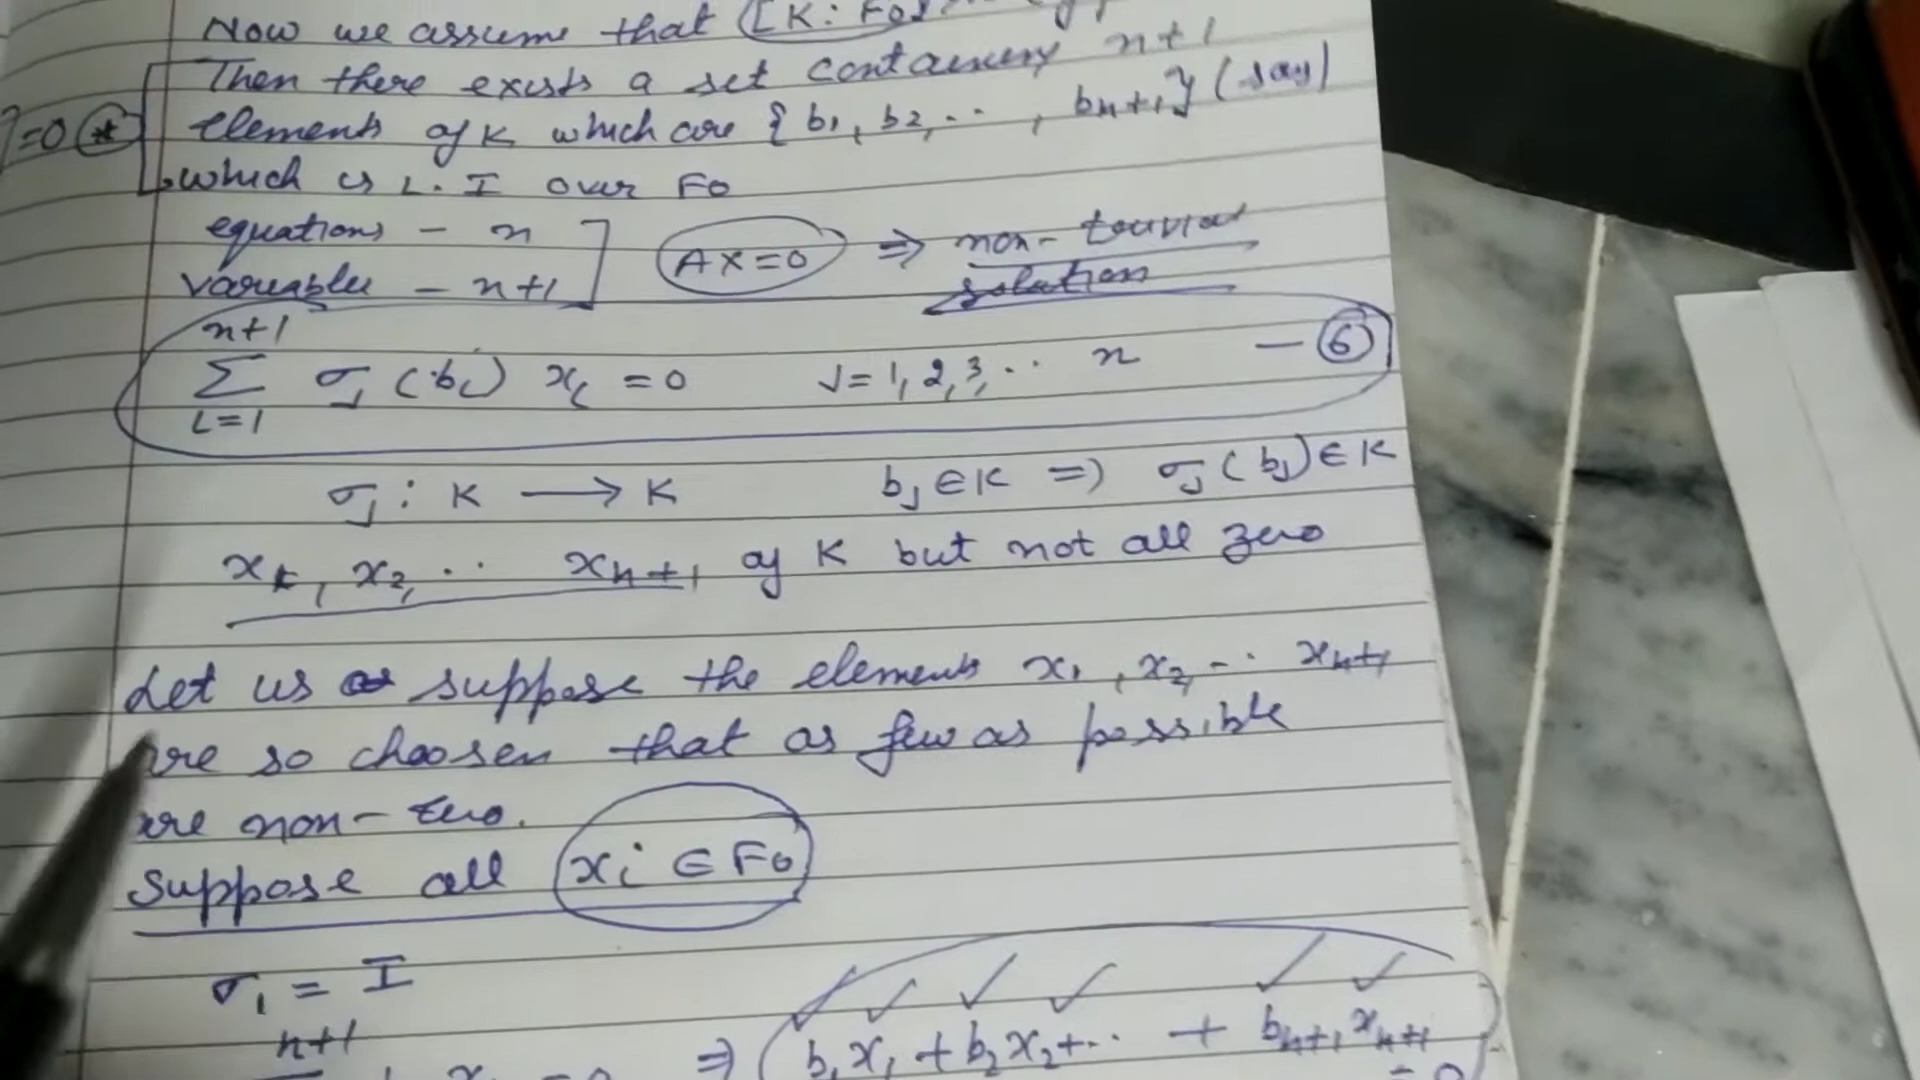 Now we assume that [K: F0]
Then there exists a set containing n+1
=0 * elements of K which are { b1, b2, .. , bn+1} (say)
which is L.I over F0
equations - n
variables - n+1
AX=0 ⇒ non-trivial solution
n+1
∑ σj (bi) xi = 0 j = 1, 2, 3, .. n — 6
i=1
σj : K ⟶ K bj ∈ K ⇒ σj (bj) ∈ K
x1, x2, .. xn+1 of K but not all zero
Let us suppose the elements x1, x2, .. xn+1
are so choosen that as few as possible
are non-zero.
Suppose all xi ∈ F0
σ1 = I
n+1
⇒ b1x1 + b2x2 + .. + bn+1 xn+1
= 0